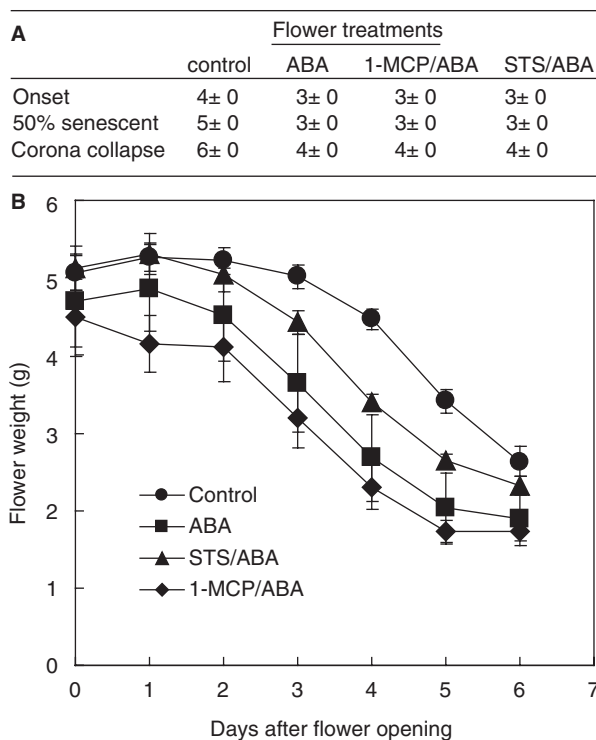 A
Flower treatments
control ABA 1-MCP/ABA STS/ABA
Onset 4± 0 3± 0 3± 0 3± 0
50% senescent 5± 0 3± 0 3± 0 3± 0
Corona collapse 6± 0 4± 0 4± 0 4± 0
B
6
5
4
3
2
1
0
Flower weight (g)
Control
ABA
STS/ABA
1-MCP/ABA
0 1 2 3 4 5 6 7
Days after flower opening